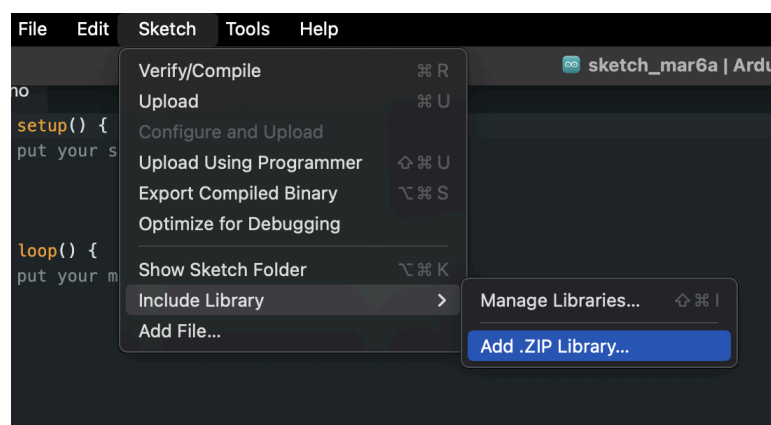 File Edit Sketch Tools Help
sketch_mar6a | Ardu
no
Verify/Compile ⌘ R
Upload ⌘ U
Configure and Upload
Upload Using Programmer ⇧ ⌘ U
Export Compiled Binary ⌥ ⌘ S
Optimize for Debugging
Show Sketch Folder ⌥ ⌘ K
Include Library >
Add File...
Manage Libraries... ⇧ ⌘ I
Add .ZIP Library...
setup() {
put your s
loop() {
put your m